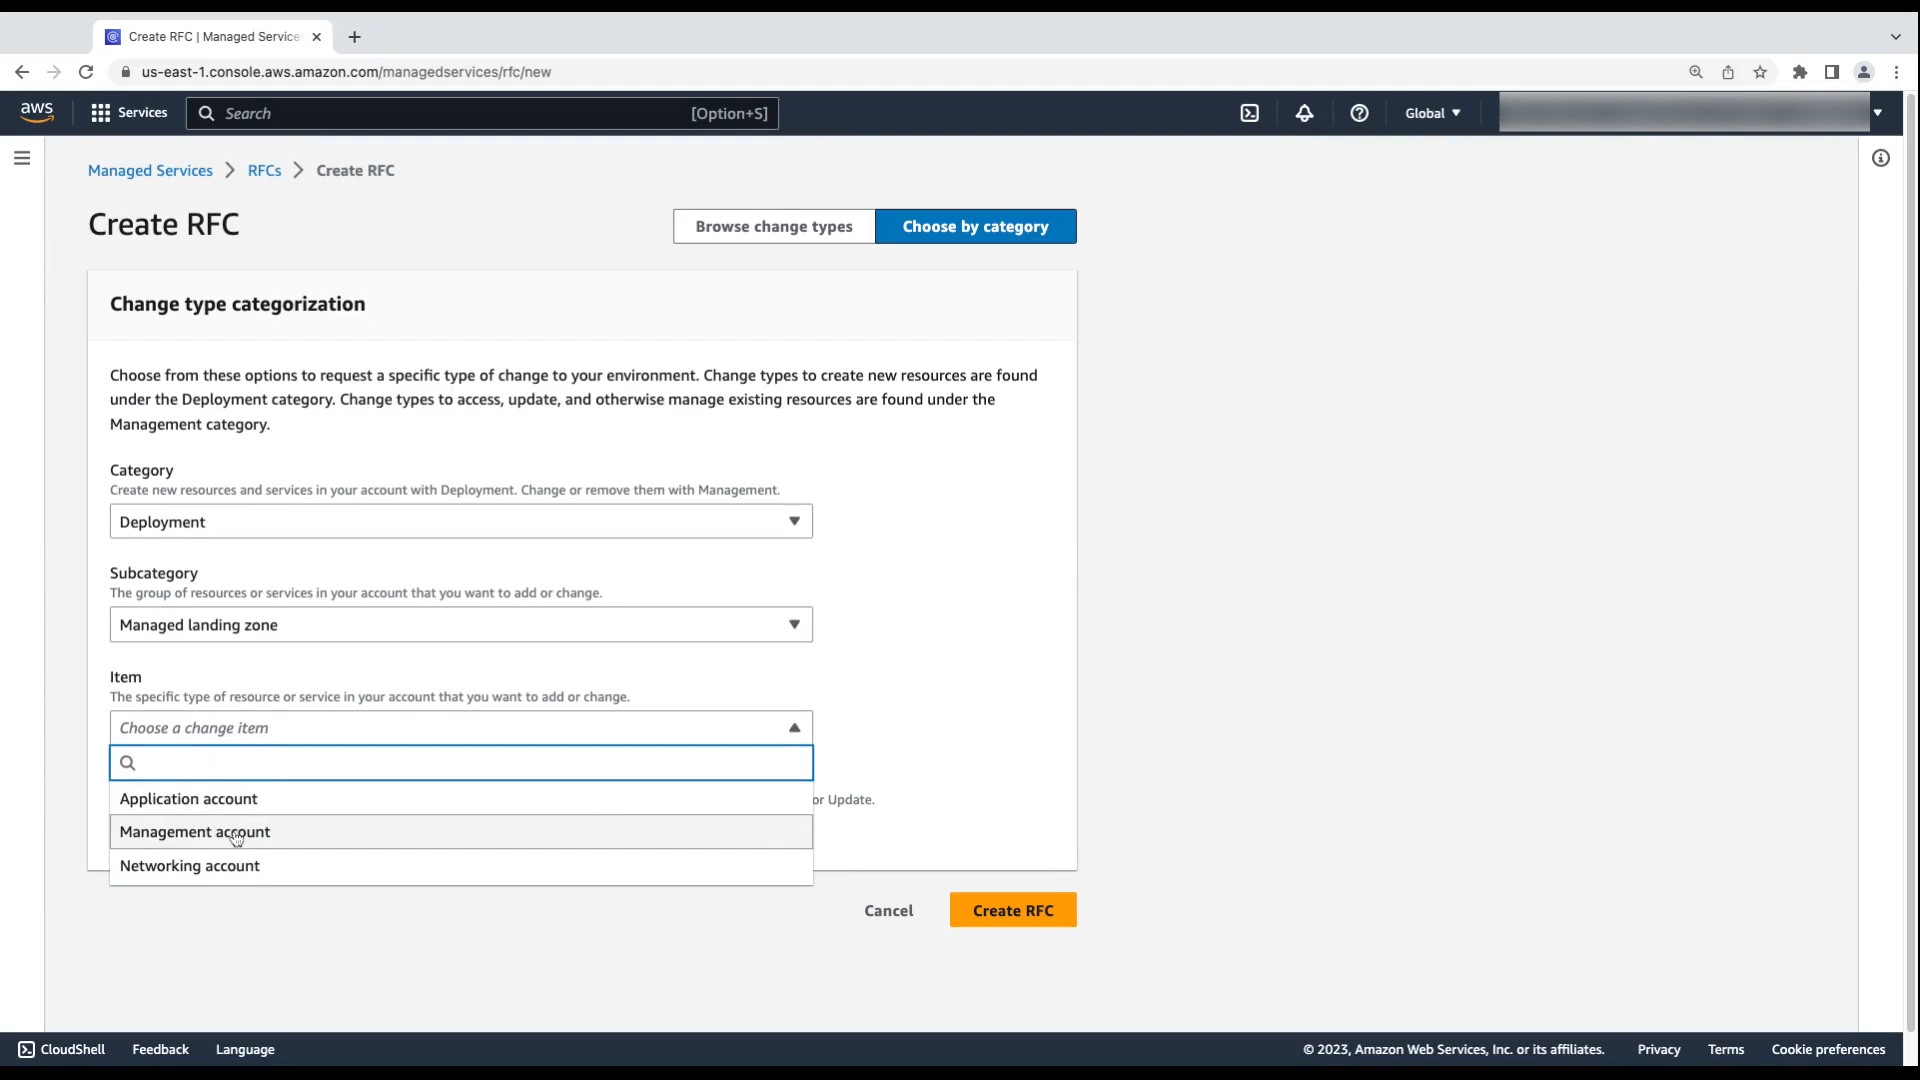 Create RFC | Managed Service
us-east-1.console.aws.amazon.com/managedservices/rfc/new
aws Services Search [Option+S] Global
Managed Services > RFCs > Create RFC
Create RFC Browse change types Choose by category
Change type categorization
Choose from these options to request a specific type of change to your environment. Change types to create new resources are found
under the Deployment category. Change types to access, update, and otherwise manage existing resources are found under the
Management category.
Category
Create new resources and services in your account with Deployment. Change or remove them with Management.
Deployment
Subcategory
The group of resources or services in your account that you want to add or change.
Managed landing zone
Item
The specific type of resource or service in your account that you want to add or change.
Choose a change item
Application account or Update.
Management account
Networking account
Cancel Create RFC
CloudShell Feedback Language © 2023, Amazon Web Services, Inc. or its affiliates. Privacy Terms Cookie preferences